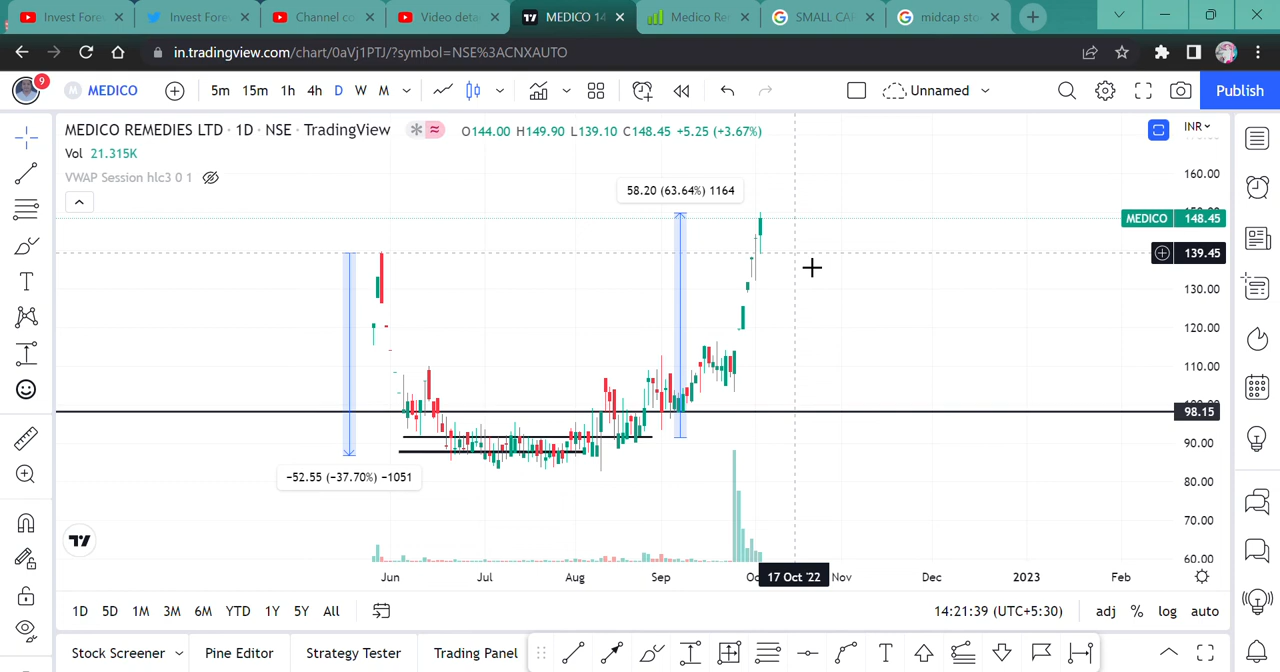 Invest Fore
Invest Fore
Channel co
Video deta
MEDICO 14
Medico Re
SMALL CAP
midcap sto
in.tradingview.com/chart/0aVj1PTJ/?symbol=NSE%3ACNXAUTO
9
M MEDICO
5m 15m 1h 4h D W M
Unnamed
Publish
MEDICO REMEDIES LTD · 1D · NSE · TradingView
O144.00 H149.90 L139.10 C148.45 +5.25 (+3.67%)
INR
Vol 21.315K
VWAP Session hlc3 0 1
160.00
58.20 (63.64%) 1164
MEDICO 148.45
139.45
130.00
120.00
110.00
98.15
90.00
−52.55 (−37.70%) −1051
80.00
70.00
60.00
Jun Jul Aug Sep 17 Oct '22 Nov Dec 2023 Feb
1D 5D 1M 3M 6M YTD 1Y 5Y All
14:21:39 (UTC+5:30) adj % log auto
Stock Screener Pine Editor Strategy Tester Trading Panel